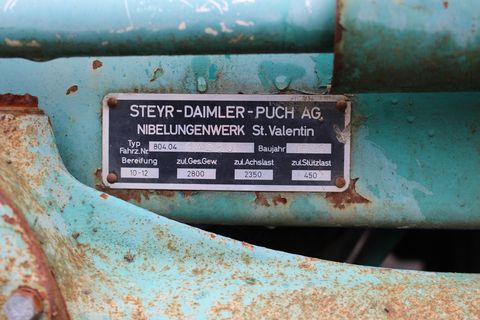 STEYR-DAIMLER-PUCH AG.
NIBELUNGENWERK St. Valentin
Typ 804.04
Fahrz. Nr. Baujahr
Bereifung zul.Ges.Gew. zul.Achslast zul.Stützlast
10-12 2800 2350 450